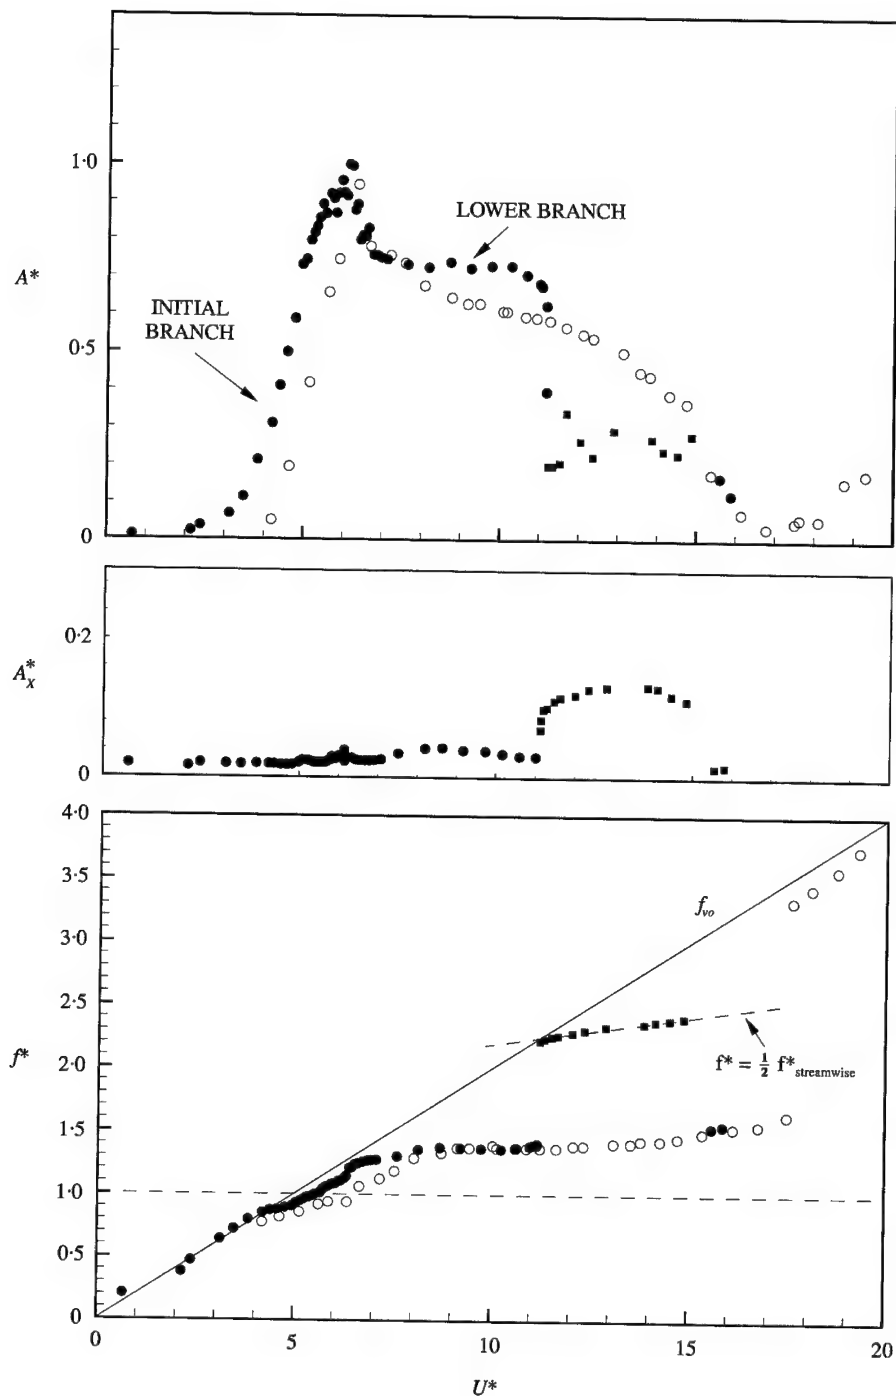 1·0
LOWER BRANCH
A*
INITIAL
BRANCH
0·5
0
0·2
A*X
0
4·0
3·5
fvo
3·0
2·5
f*
2·0
f* = 1/2 f*streamwise
1·5
1·0
0·5
0
0 5 10 15 20
U*